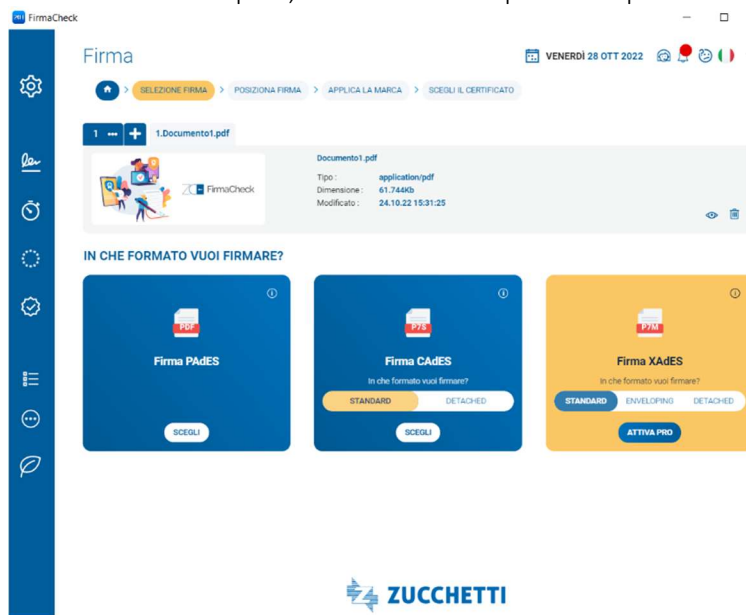 FirmaCheck
Firma
VENERDÌ 28 OTT 2022
SELEZIONE FIRMA > POSIZIONA FIRMA > APPLICA LA MARCA > SCEGLI IL CERTIFICATO
1 ••• + 1.Documento1.pdf
Documento1.pdf
Tipo : application/pdf
Dimensione : 61.744Kb
Modificato : 24.10.22 15:31:25
FirmaCheck
IN CHE FORMATO VUOI FIRMARE?
PDF
Firma PAdES
SCEGLI
P7S
Firma CAdES
In che formato vuoi firmare?
STANDARD DETACHED
SCEGLI
P7M
Firma XAdES
In che formato vuoi firmare?
STANDARD ENVELOPING DETACHED
ATTIVA PRO
ZUCCHETTI